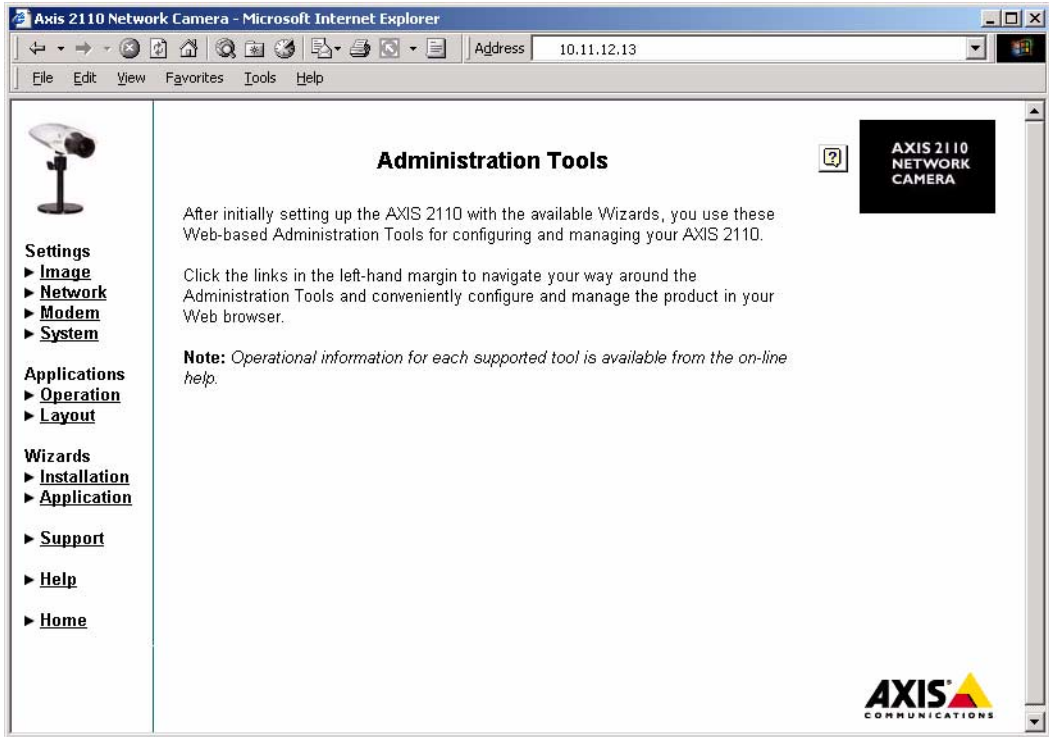 Axis 2110 Network Camera - Microsoft Internet Explorer
Address 10.11.12.13
File Edit View Favorites Tools Help
Administration Tools
AXIS 2110
NETWORK
CAMERA
After initially setting up the AXIS 2110 with the available Wizards, you use these
Web-based Administration Tools for configuring and managing your AXIS 2110.
Click the links in the left-hand margin to navigate your way around the
Administration Tools and conveniently configure and manage the product in your
Web browser.
Note: Operational information for each supported tool is available from the on-line
help.
Settings
Image
Network
Modem
System
Applications
Operation
Layout
Wizards
Installation
Application
Support
Help
Home
AXIS
COMMUNICATIONS